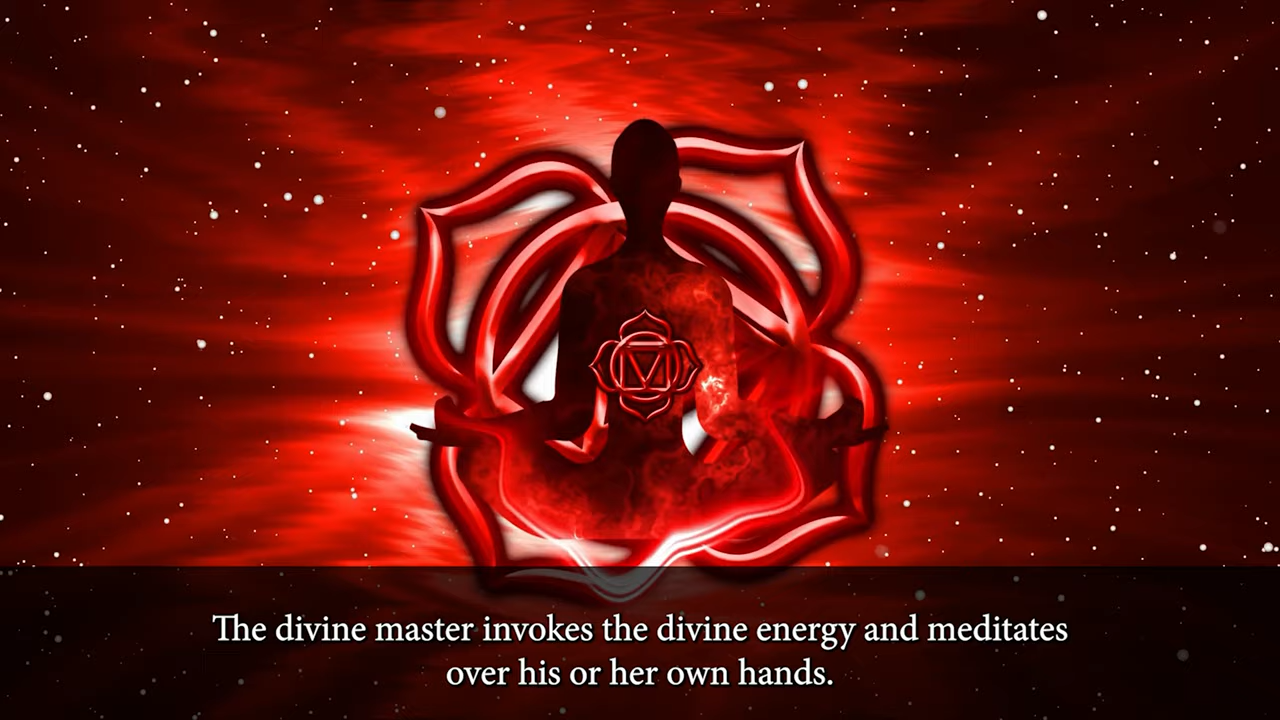 The divine master invokes the divine energy and meditates
over his or her own hands.